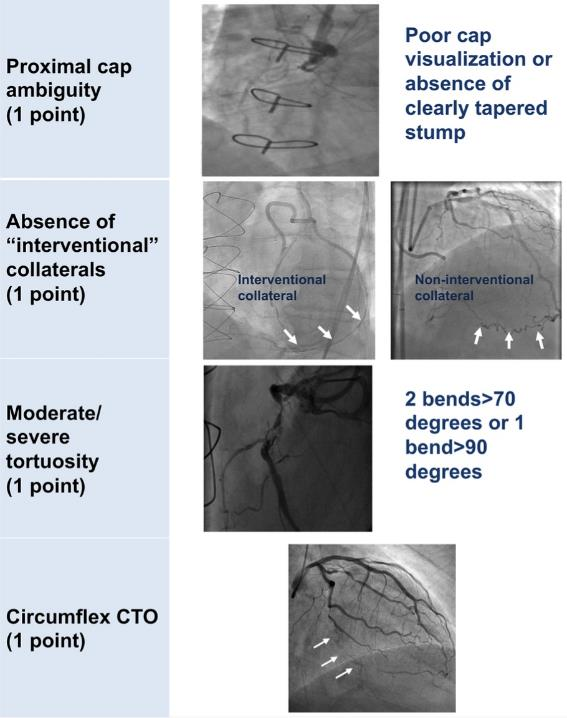 Proximal cap
ambiguity
(1 point)
Poor cap
visualization or
absence of
clearly tapered
stump
Absence of
“interventional”
collaterals
(1 point)
Interventional
collateral
Non-interventional
collateral
Moderate/
severe
tortuosity
(1 point)
2 bends>70
degrees or 1
bend>90
degrees
Circumflex CTO
(1 point)